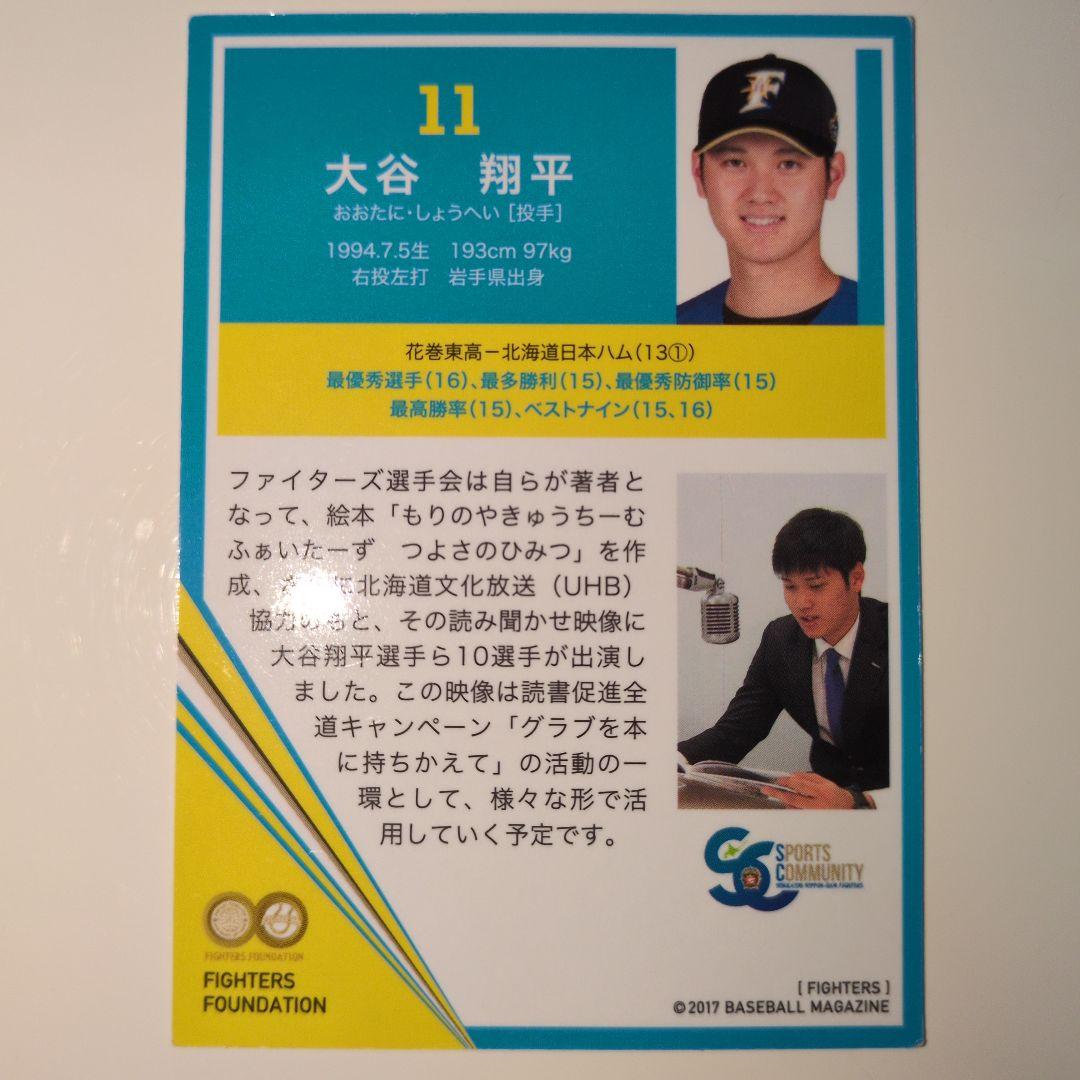 11
大谷 翔平
おおたに・しょうへい [投手]
1994.7.5生 193cm 97kg
右投左打 岩手県出身
花巻東高－北海道日本ハム(13①)
最優秀選手(16)、最多勝利(15)、最優秀防御率(15)
最高勝率(15)、ベストナイン(15、16)
ファイターズ選手会は自らが著者と
なって、絵本「もりのやきゅうちーむ
ふぁいたーず つよさのひみつ」を作
成、 北海道文化放送（UHB）
協力のもと、その読み聞かせ映像に
大谷翔平選手ら10選手が出演し
ました。この映像は読書促進全
道キャンペーン「グラブを本
に持ちかえて」の活動の一
環として、様々な形で活
用していく予定です。
SPORTS
COMMUNITY
HOKKAIDO NIPPON-HAM FIGHTERS
FIGHTERS FOUNDATION
FIGHTERS
FOUNDATION
[ FIGHTERS ]
©2017 BASEBALL MAGAZINE